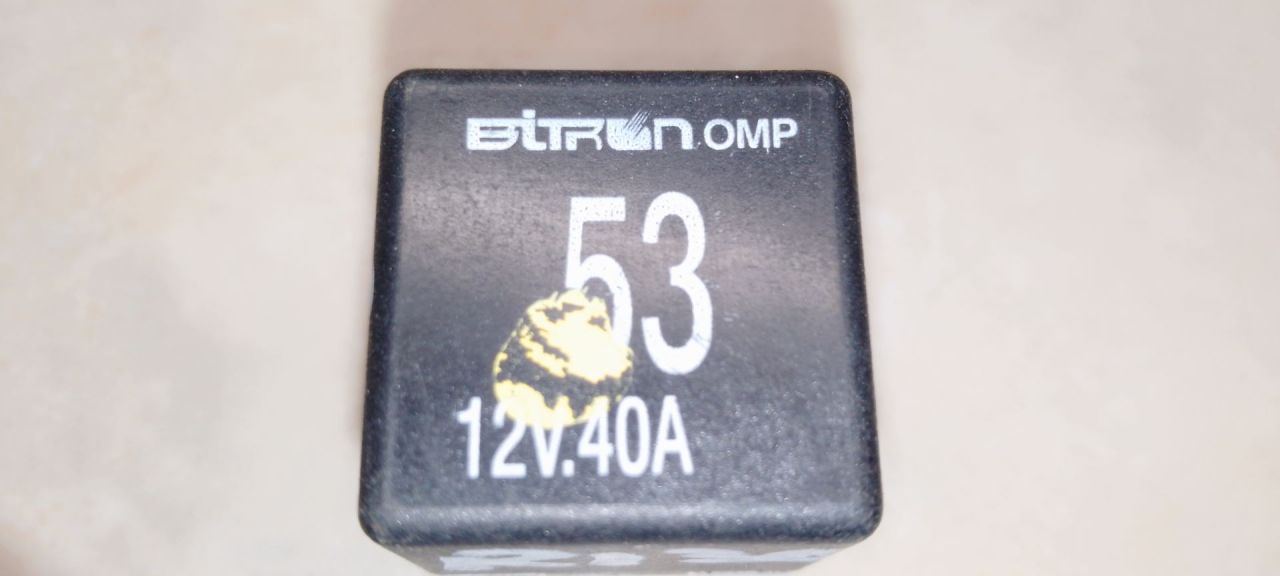 BiTRON OMP
53
12V.40A